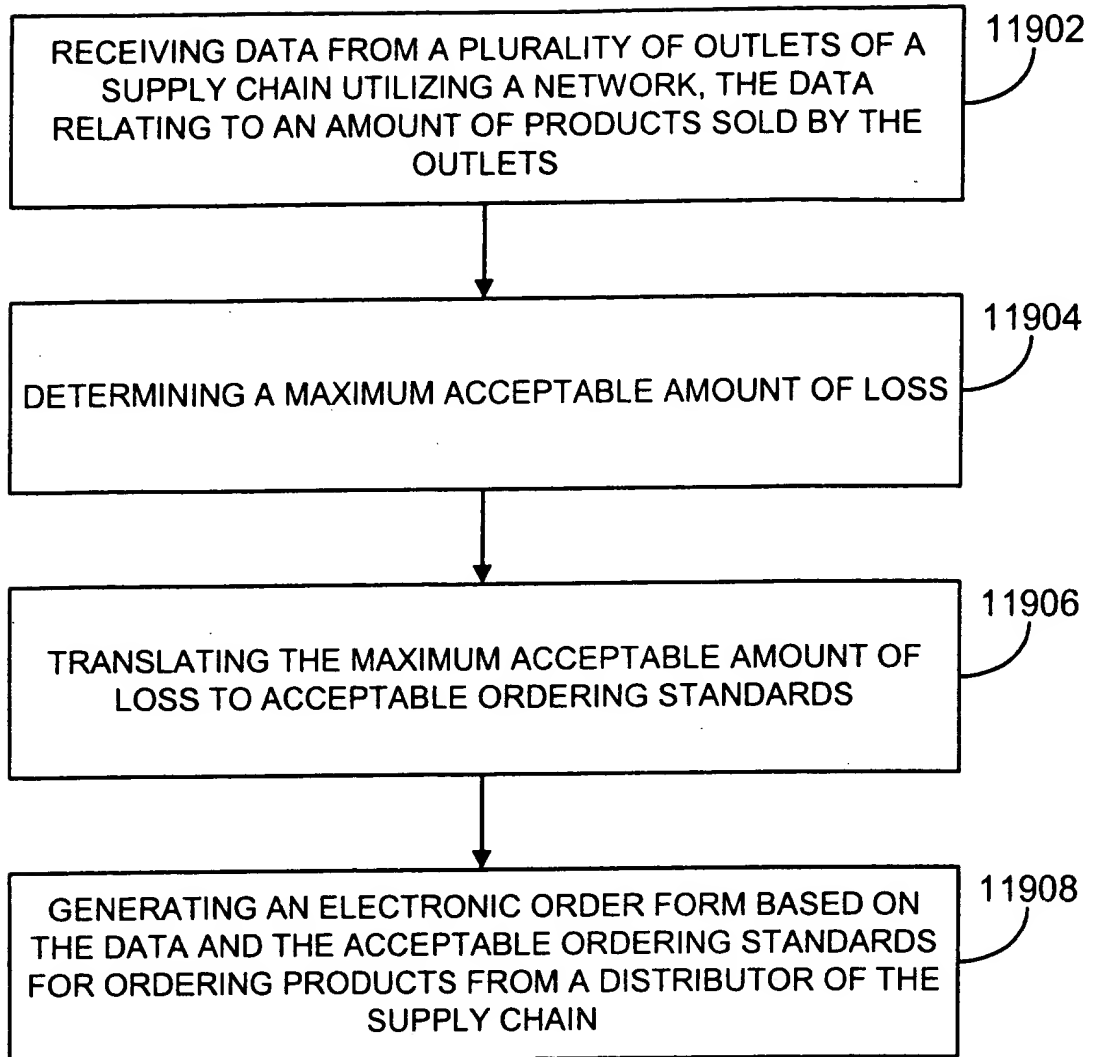 RECEIVING DATA FROM A PLURALITY OF OUTLETS OF A
SUPPLY CHAIN UTILIZING A NETWORK, THE DATA
RELATING TO AN AMOUNT OF PRODUCTS SOLD BY THE
OUTLETS
11902
DETERMINING A MAXIMUM ACCEPTABLE AMOUNT OF LOSS
11904
TRANSLATING THE MAXIMUM ACCEPTABLE AMOUNT OF
LOSS TO ACCEPTABLE ORDERING STANDARDS
11906
GENERATING AN ELECTRONIC ORDER FORM BASED ON
THE DATA AND THE ACCEPTABLE ORDERING STANDARDS
FOR ORDERING PRODUCTS FROM A DISTRIBUTOR OF THE
SUPPLY CHAIN
11908